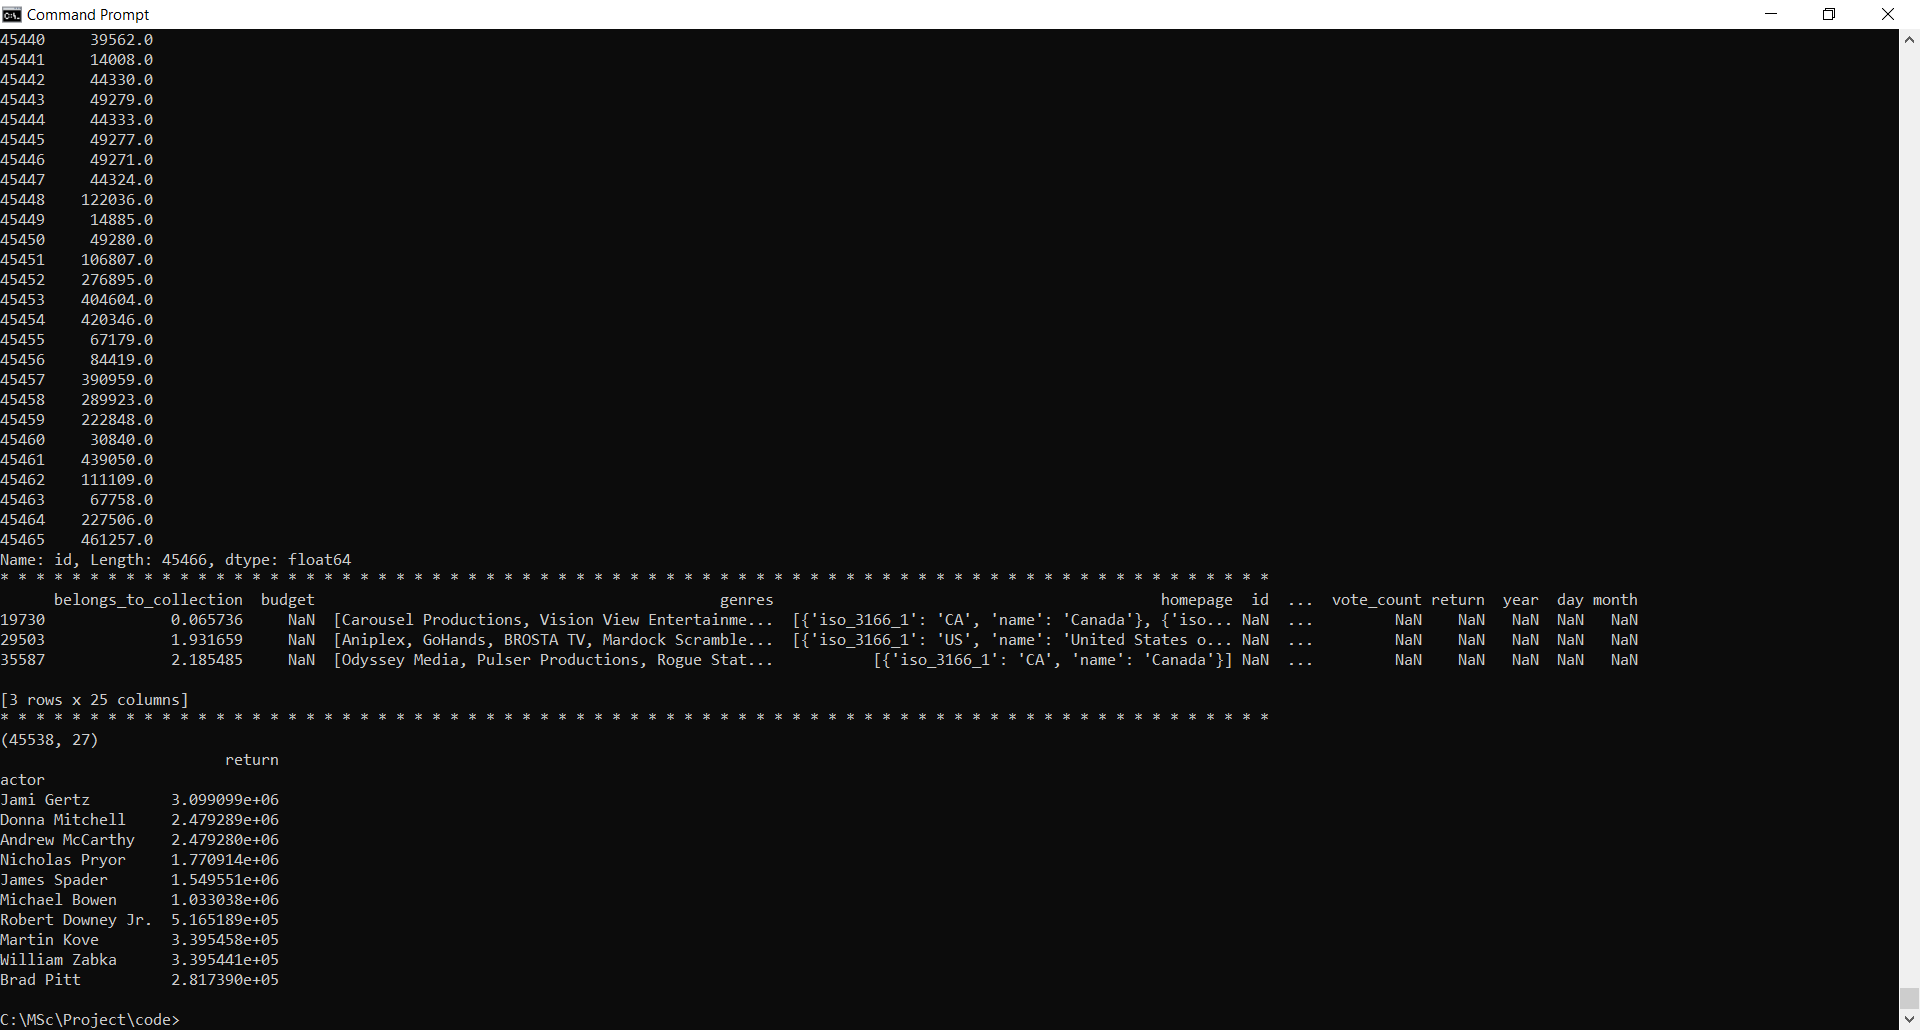 Command Prompt
45440     39562.0
45441     14008.0
45442     44330.0
45443     49279.0
45444     44333.0
45445     49277.0
45446     49271.0
45447     44324.0
45448    122036.0
45449     14885.0
45450     49280.0
45451    106807.0
45452    276895.0
45453    404604.0
45454    420346.0
45455     67179.0
45456     84419.0
45457    390959.0
45458    289923.0
45459    222848.0
45460     30840.0
45461    439050.0
45462    111109.0
45463     67758.0
45464    227506.0
45465    461257.0
Name: id, Length: 45466, dtype: float64
* * * * * * * * * * * * * * * * * * * * * * * * * * * * * * * * * * * * * * * * * * * * * * * * * * * * * * * * * * * * * * * * * * * * * * *
      belongs_to_collection  budget                                             genres                                           homepage  id  ...  vote_count return  year  day month
19730              0.065736     NaN  [Carousel Productions, Vision View Entertainme...  [{'iso_3166_1': 'CA', 'name': 'Canada'}, {'iso... NaN  ...         NaN    NaN   NaN  NaN   NaN
29503              1.931659     NaN  [Aniplex, GoHands, BROSTA TV, Mardock Scramble...  [{'iso_3166_1': 'US', 'name': 'United States o... NaN  ...         NaN    NaN   NaN  NaN   NaN
35587              2.185485     NaN  [Odyssey Media, Pulser Productions, Rogue Stat...           [{'iso_3166_1': 'CA', 'name': 'Canada'}] NaN  ...         NaN    NaN   NaN  NaN   NaN
[3 rows x 25 columns]
* * * * * * * * * * * * * * * * * * * * * * * * * * * * * * * * * * * * * * * * * * * * * * * * * * * * * * * * * * * * * * * * * * * * * * *
(45538, 27)
                         return
actor
Jami Gertz         3.099099e+06
Donna Mitchell     2.479289e+06
Andrew McCarthy    2.479280e+06
Nicholas Pryor     1.770914e+06
James Spader       1.549551e+06
Michael Bowen      1.033038e+06
Robert Downey Jr.  5.165189e+05
Martin Kove        3.395458e+05
William Zabka      3.395441e+05
Brad Pitt          2.817390e+05
C:\MSc\Project\code>